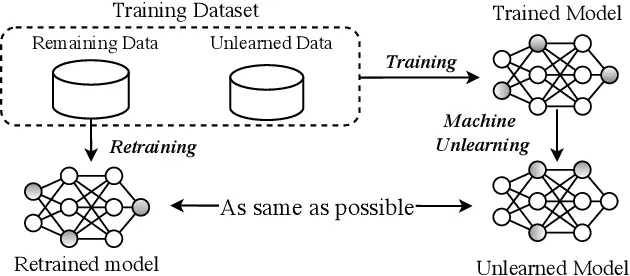 Training Dataset
Trained Model
Remaining Data
Unlearned Data
Training
Machine
Unlearning
Retraining
As same as possible
Retrained model
Unlearned Model